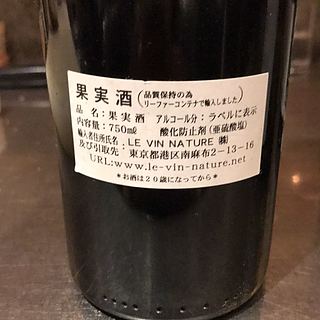 果実酒(品質保持の為
リーファーコンテナで輸入しました)
品名:果実酒 アルコール分:ラベルに表示
内容量:750mℓ 酸化防止剤(亜硫酸塩)
輸入者住所氏名:LE VIN NATURE ㈱
及び引取先:東京都港区南麻布2-13-16
URL:www.le-vin-nature.net
*お酒は20歳になってから*